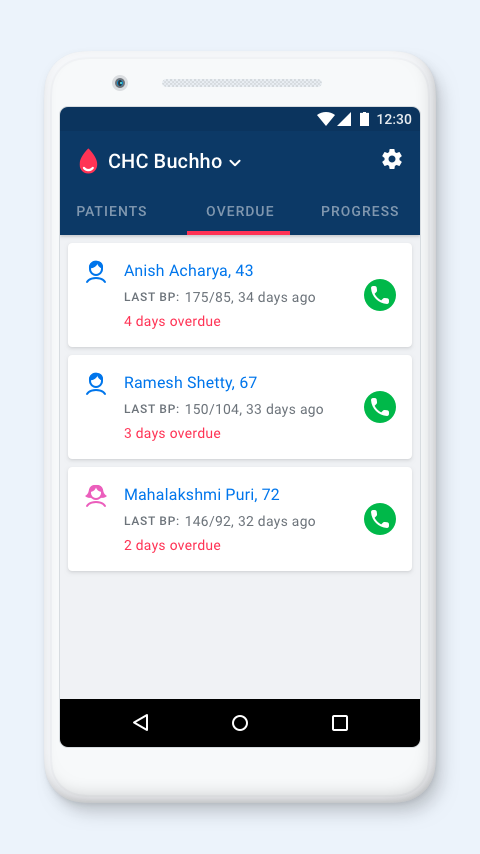 12:30
CHC Buchho
PATIENTS OVERDUE PROGRESS
Anish Acharya, 43
LAST BP: 175/85, 34 days ago
4 days overdue
Ramesh Shetty, 67
LAST BP: 150/104, 33 days ago
3 days overdue
Mahalakshmi Puri, 72
LAST BP: 146/92, 32 days ago
2 days overdue